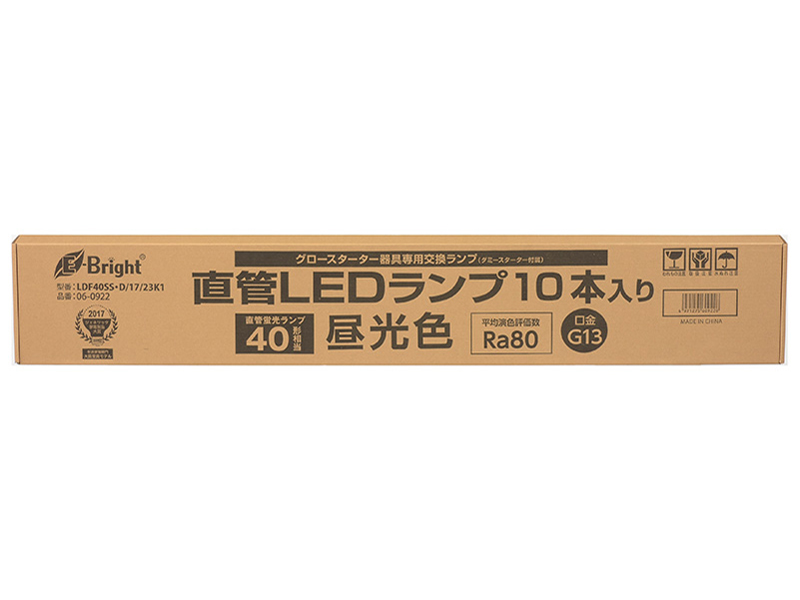 E-Bright®
型番：LDF40SS・D/17/23K1
品番：06-0922
2017
グロースターター器具専用交換ランプ(ダミースターター付属)
直管LEDランプ10本入り
直管蛍光ランプ
40形相当
昼光色
平均演色評価数
Ra80
口金
G13
MADE IN CHINA